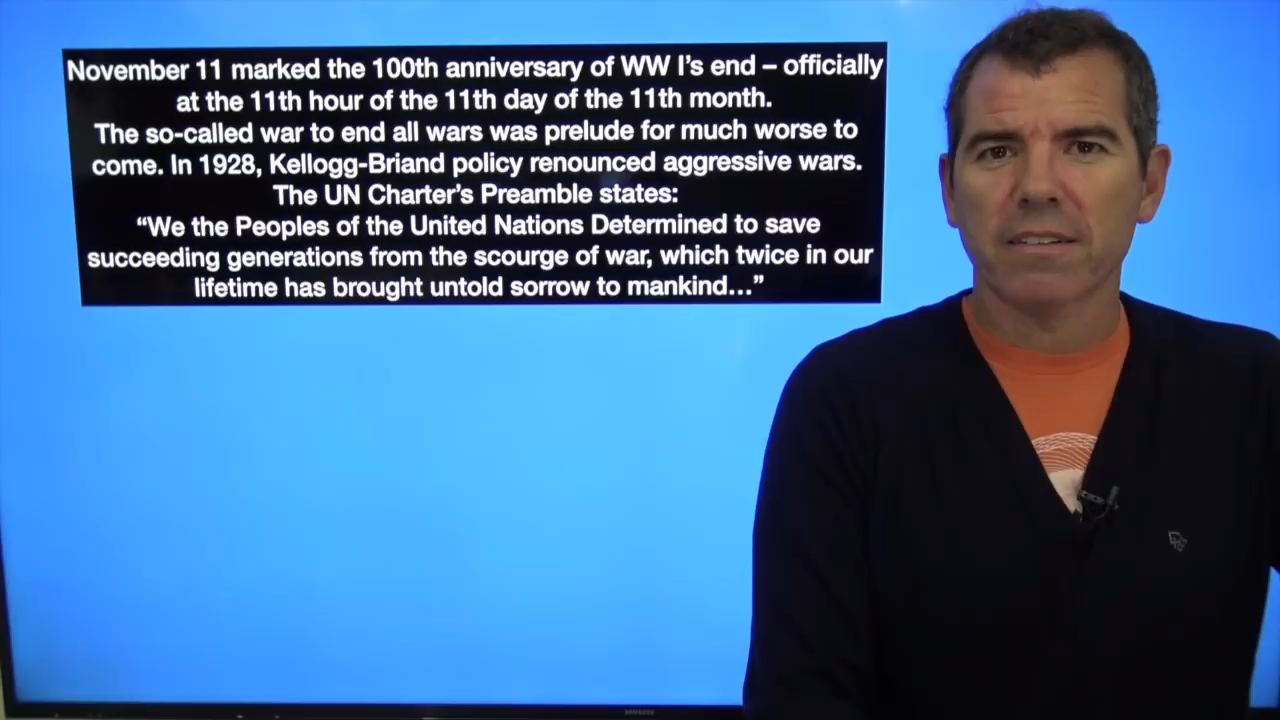 November 11 marked the 100th anniversary of WW I's end – officially
at the 11th hour of the 11th day of the 11th month.
The so-called war to end all wars was prelude for much worse to
come. In 1928, Kellogg-Briand policy renounced aggressive wars.
The UN Charter's Preamble states:
“We the Peoples of the United Nations Determined to save
succeeding generations from the scourge of war, which twice in our
lifetime has brought untold sorrow to mankind…”
SAMSUNG